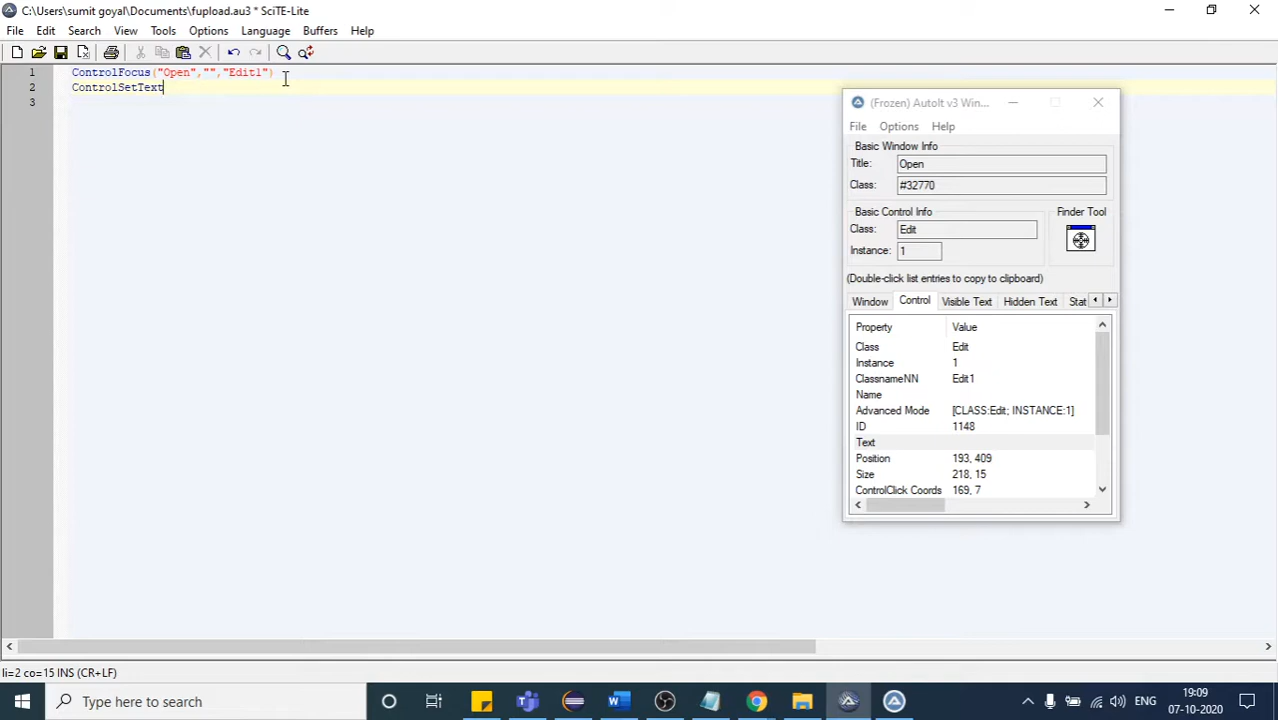 C:\Users\sumit goyal\Documents\fupload.au3 * SciTE-Lite
File Edit Search View Tools Options Language Buffers Help
1 ControlFocus("Open","","Edit1")
2 ControlSetText
3
(Frozen) AutoIt v3 Win...
File Options Help
Basic Window Info
Title: Open
Class: #32770
Basic Control Info
Finder Tool
Class: Edit
Instance: 1
(Double-click list entries to copy to clipboard)
Window Control Visible Text Hidden Text Stat
Property Value
Class Edit
Instance 1
ClassnameNN Edit1
Name
Advanced Mode [CLASS:Edit; INSTANCE:1]
ID 1148
Text
Position 193, 409
Size 218, 15
ControlClick Coords 169, 7
li=2 co=15 INS (CR+LF)
Type here to search
ENG
19:09
07-10-2020